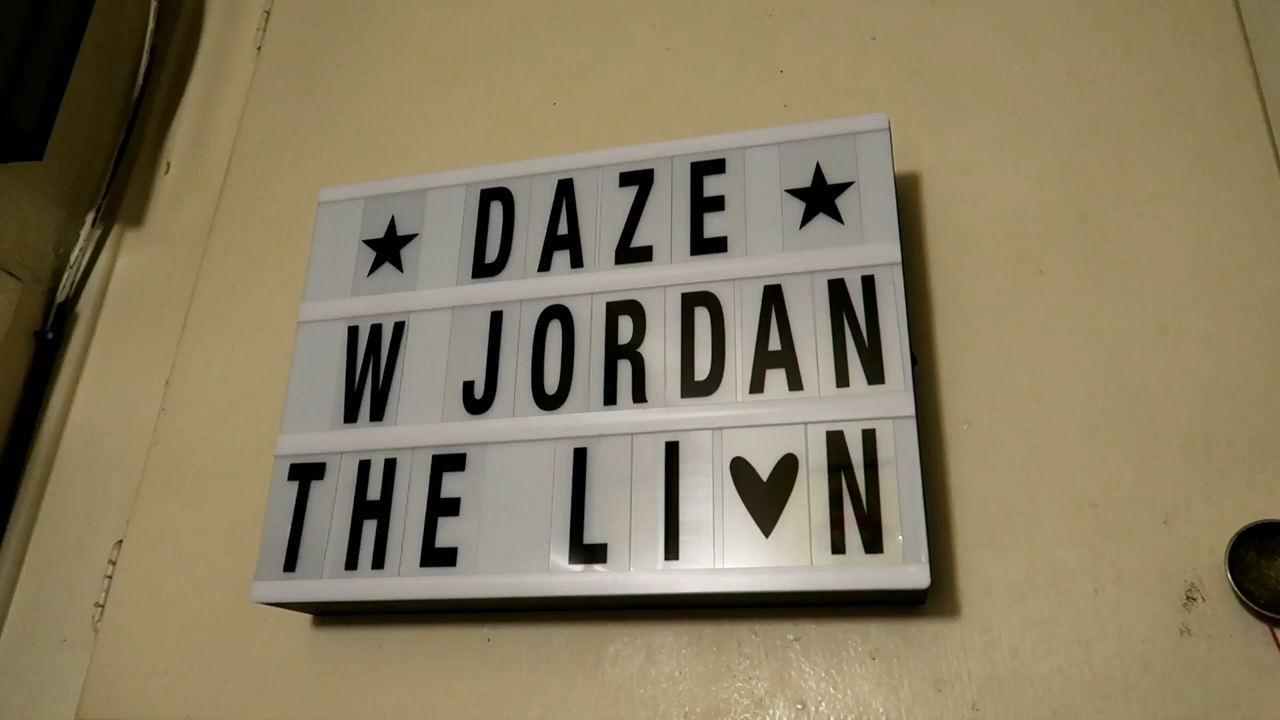 ★ DAZE ★
W JORDAN
THE LI♥N